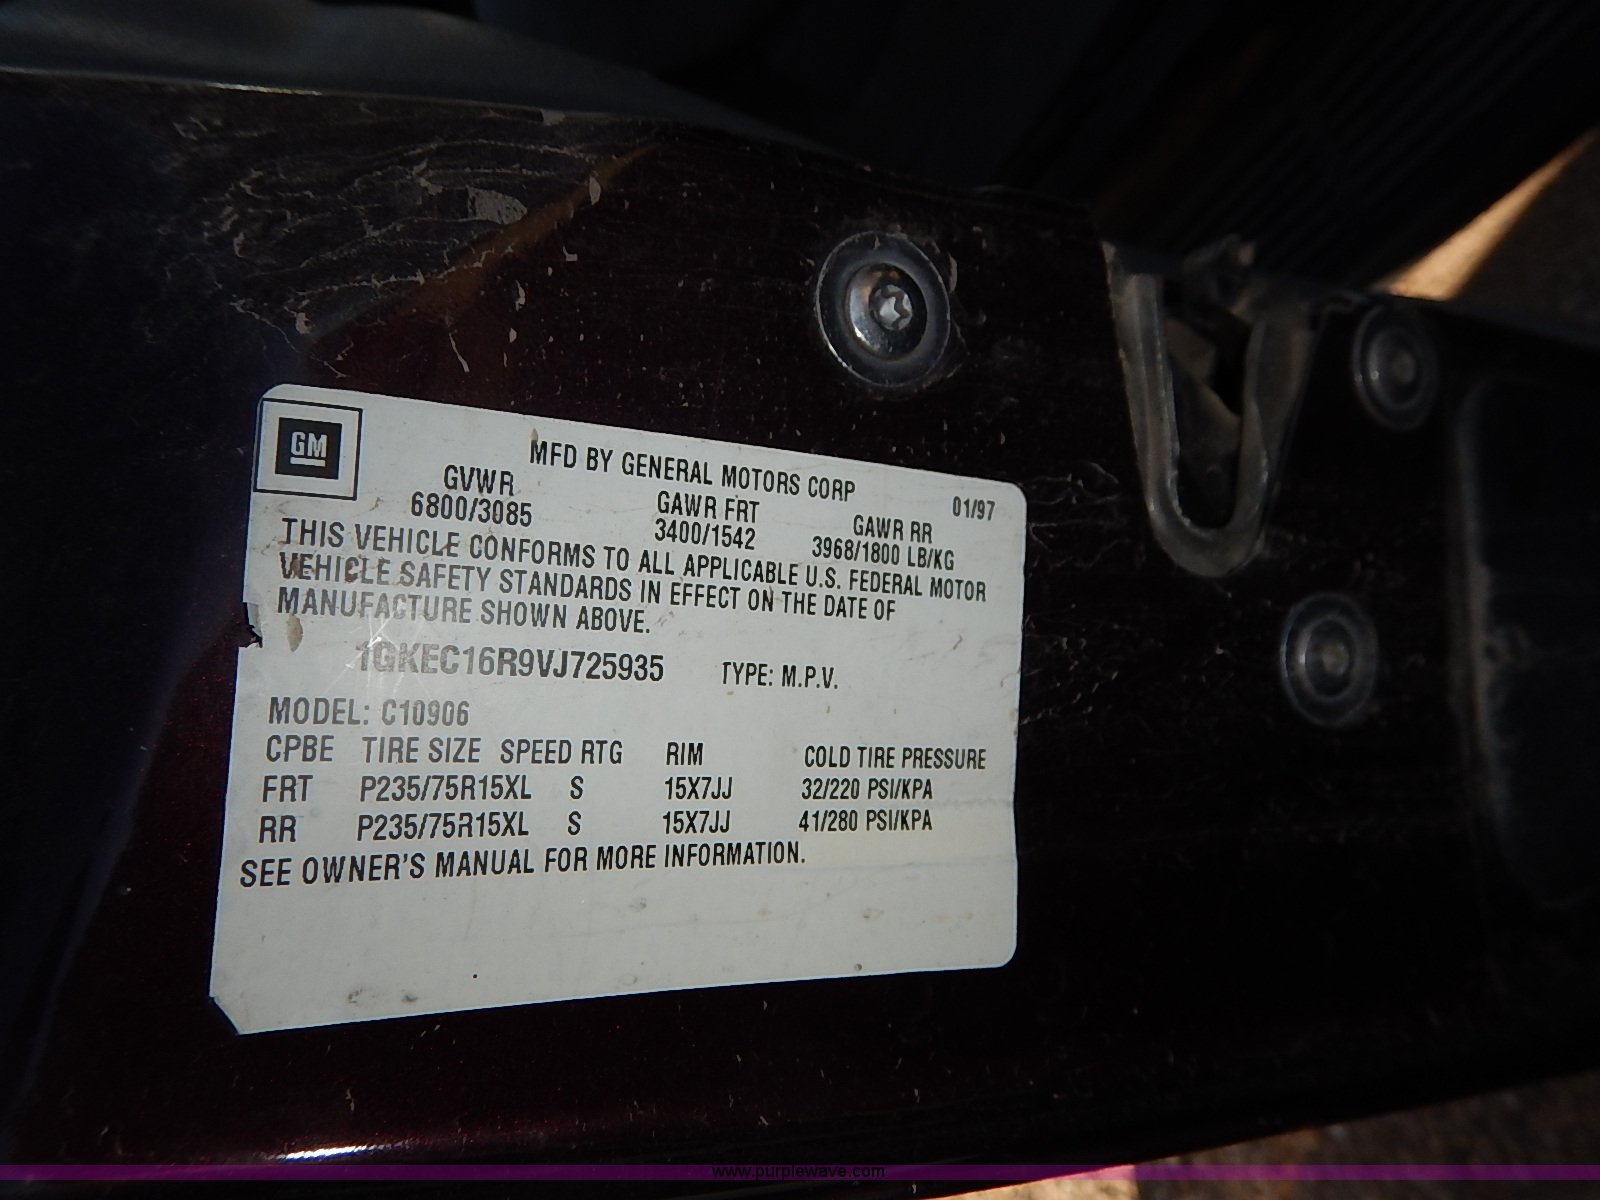 GM
MFD BY GENERAL MOTORS CORP
01/97
GVWR GAWR FRT GAWR RR
6800/3085 3400/1542 3968/1800 LB/KG
THIS VEHICLE CONFORMS TO ALL APPLICABLE U.S. FEDERAL MOTOR
VEHICLE SAFETY STANDARDS IN EFFECT ON THE DATE OF
MANUFACTURE SHOWN ABOVE.
1GKEC16R9VJ725935 TYPE: M.P.V.
MODEL: C10906
CPBE TIRE SIZE SPEED RTG RIM COLD TIRE PRESSURE
FRT P235/75R15XL S 15X7JJ 32/220 PSI/KPA
RR P235/75R15XL S 15X7JJ 41/280 PSI/KPA
SEE OWNER'S MANUAL FOR MORE INFORMATION.
www.purplewave.com